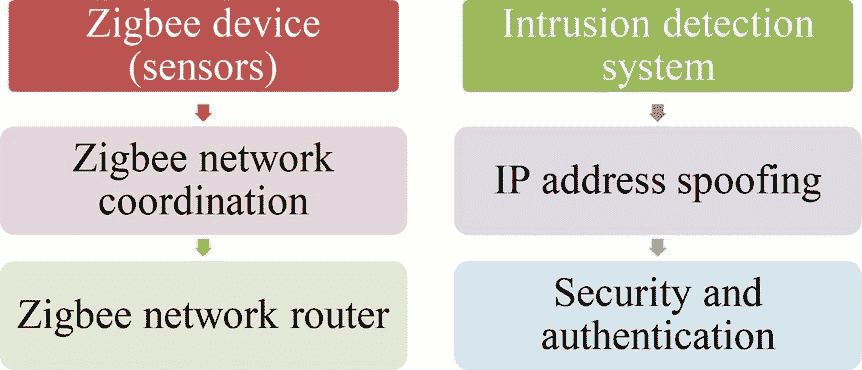 Zigbee device
(sensors)
Zigbee network
coordination
Zigbee network router
Intrusion detection
system
IP address spoofing
Security and
authentication